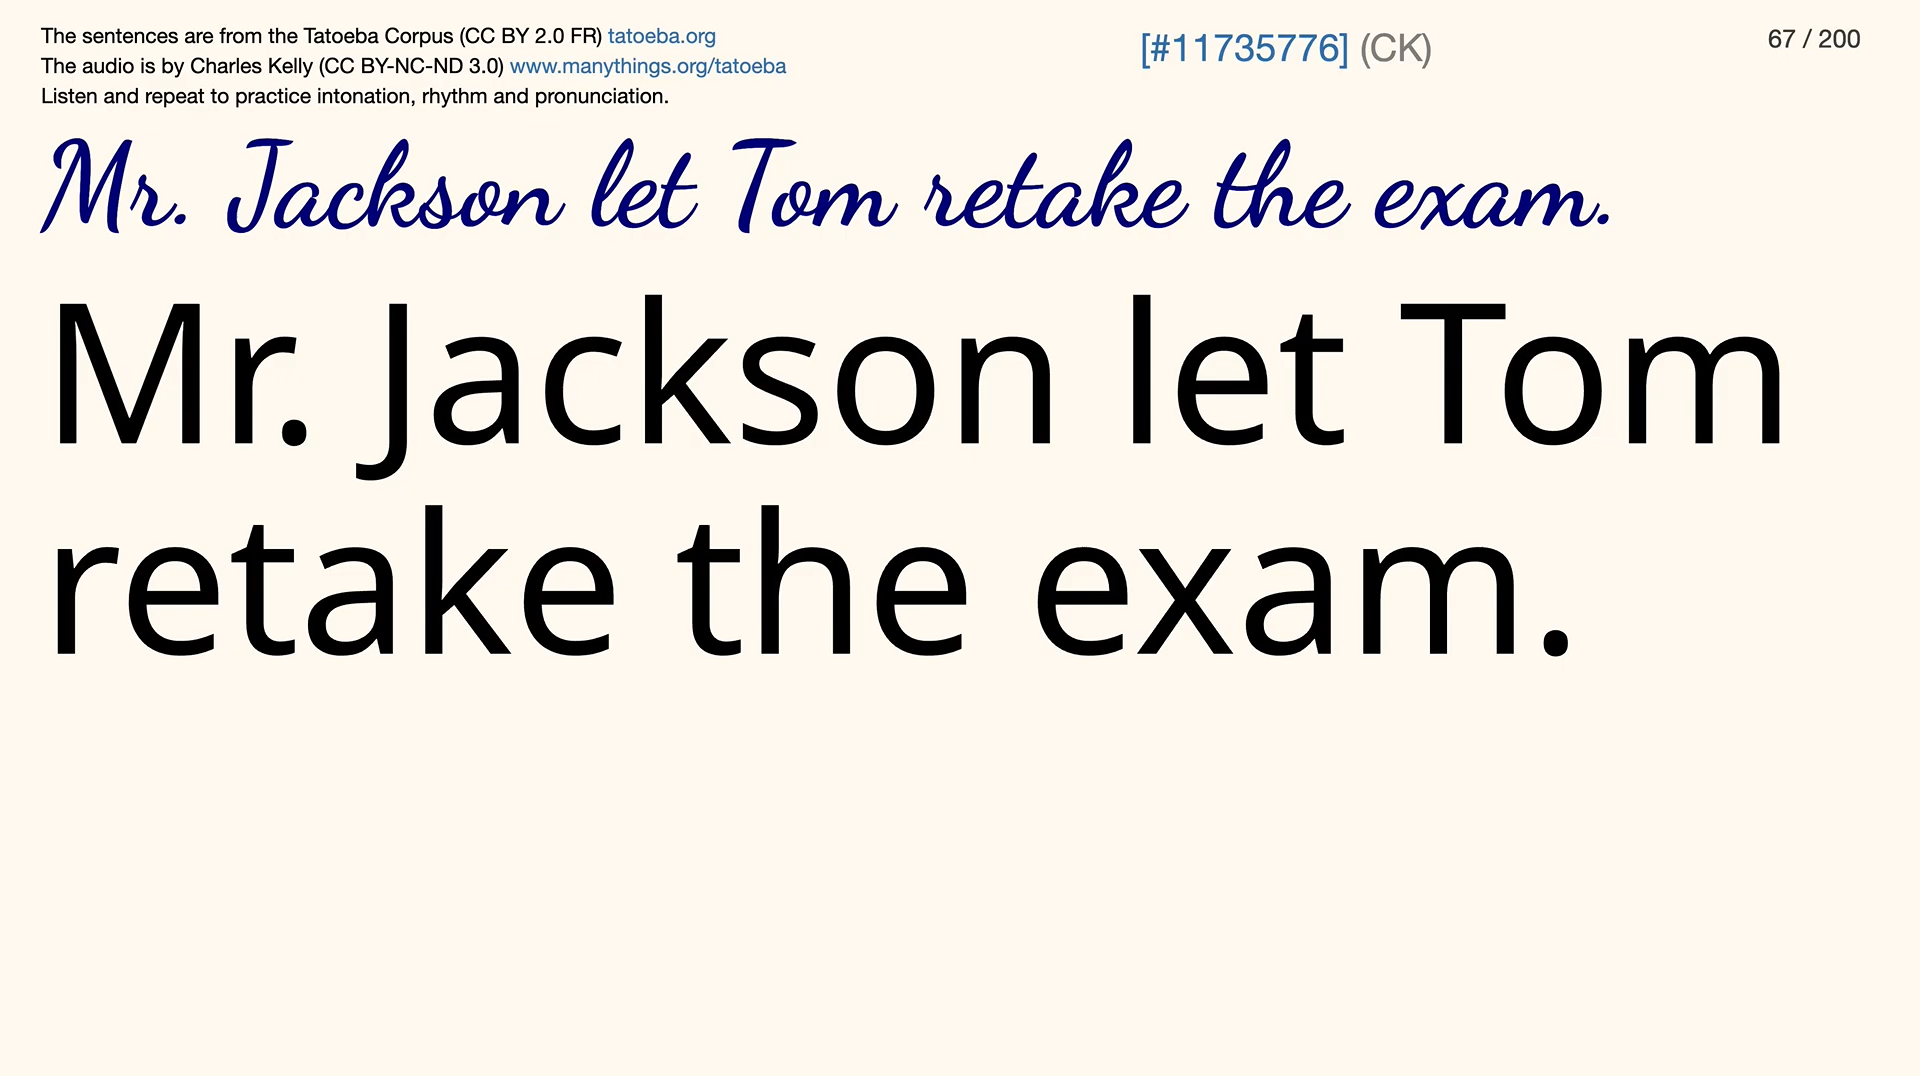 The sentences are from the Tatoeba Corpus (CC BY 2.0 FR) tatoeba.org
The audio is by Charles Kelly (CC BY-NC-ND 3.0) www.manythings.org/tatoeba
Listen and repeat to practice intonation, rhythm and pronunciation.
[#11735776] (CK)
67 / 200
Mr. Jackson let Tom retake the exam.
Mr. Jackson let Tom
retake the exam.